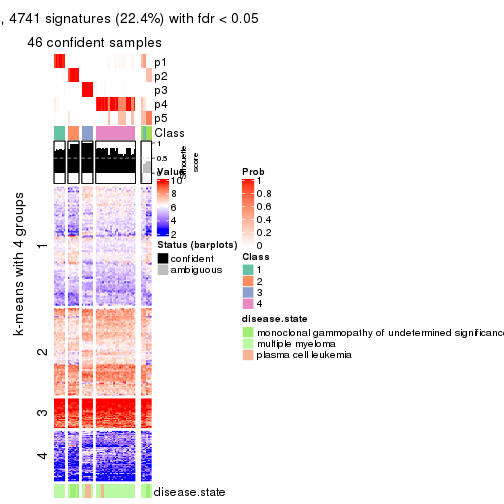 , 4741 signatures (22.4%) with fdr < 0.05
46 confident samples
p1
p2
p3
p4
p5
Class
1
0.5
0
Silhouette
score
k-means with 4 groups
1
2
3
4
disease.state
Value
10
8
6
4
2
Status (barplots)
confident
ambiguous
Prob
1
0.8
0.6
0.4
0.2
0
Class
1
2
3
4
disease.state
monoclonal gammopathy of undetermined significance
multiple myeloma
plasma cell leukemia